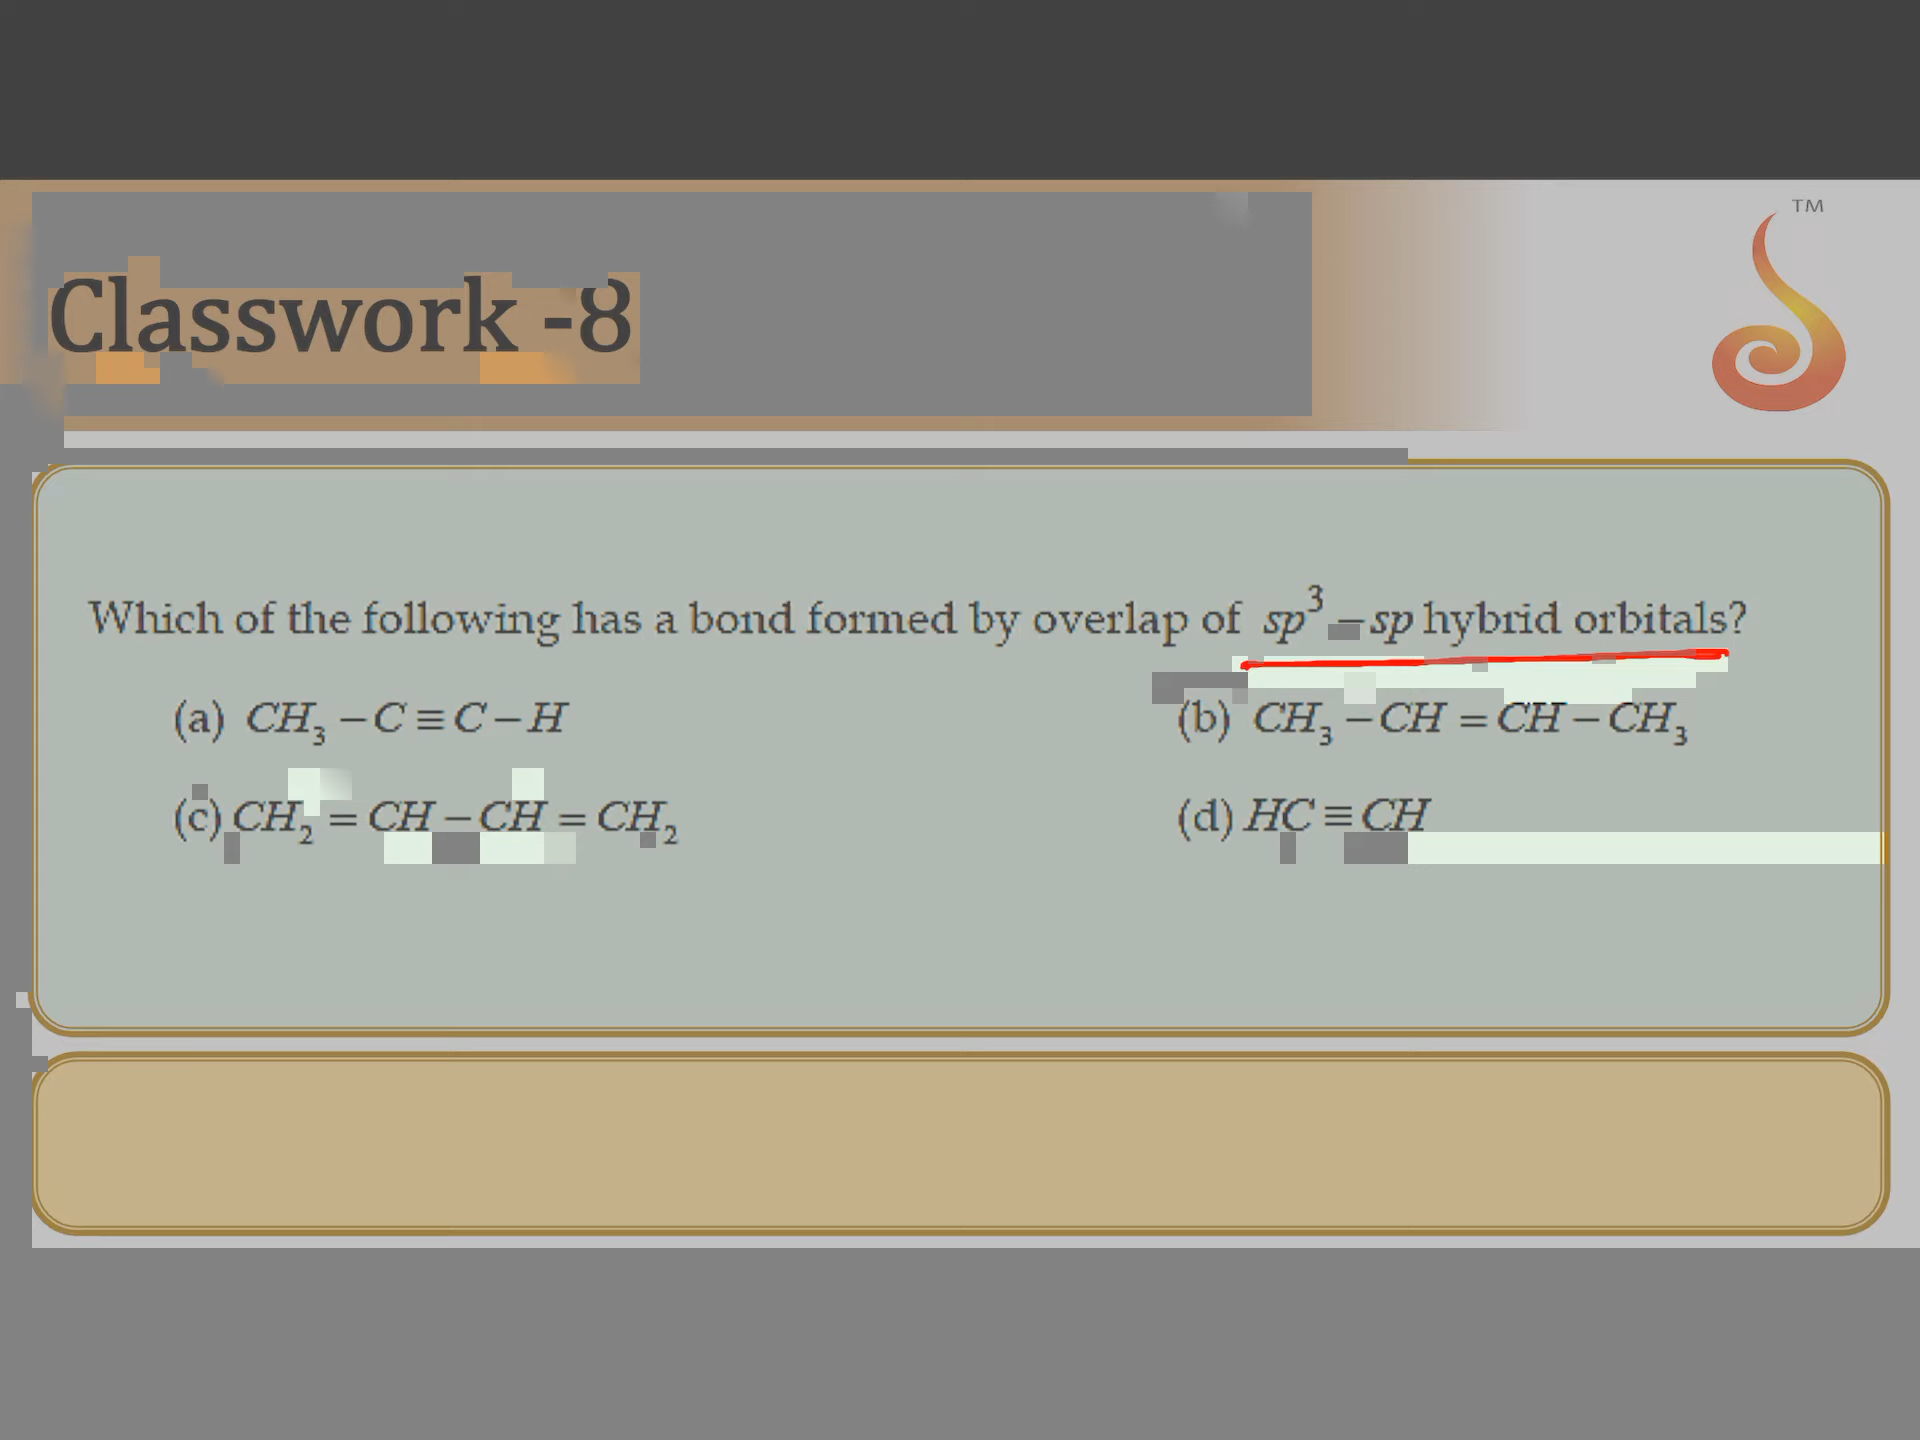 TM
Classwork -8
Which of the following has a bond formed by overlap of sp³ – sp hybrid orbitals?
(a) CH₃ – C ≡ C – H (b) CH₃ – CH = CH – CH₃
(c) CH₂ = CH – CH = CH₂ (d) HC ≡ CH